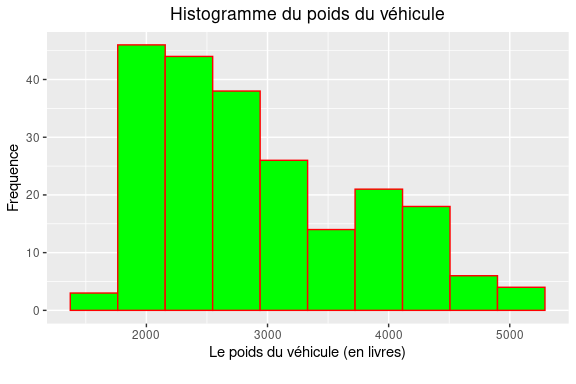 Histogramme du poids du véhicule
Frequence
40
30
20
10
0
2000 3000 4000 5000
Le poids du véhicule (en livres)